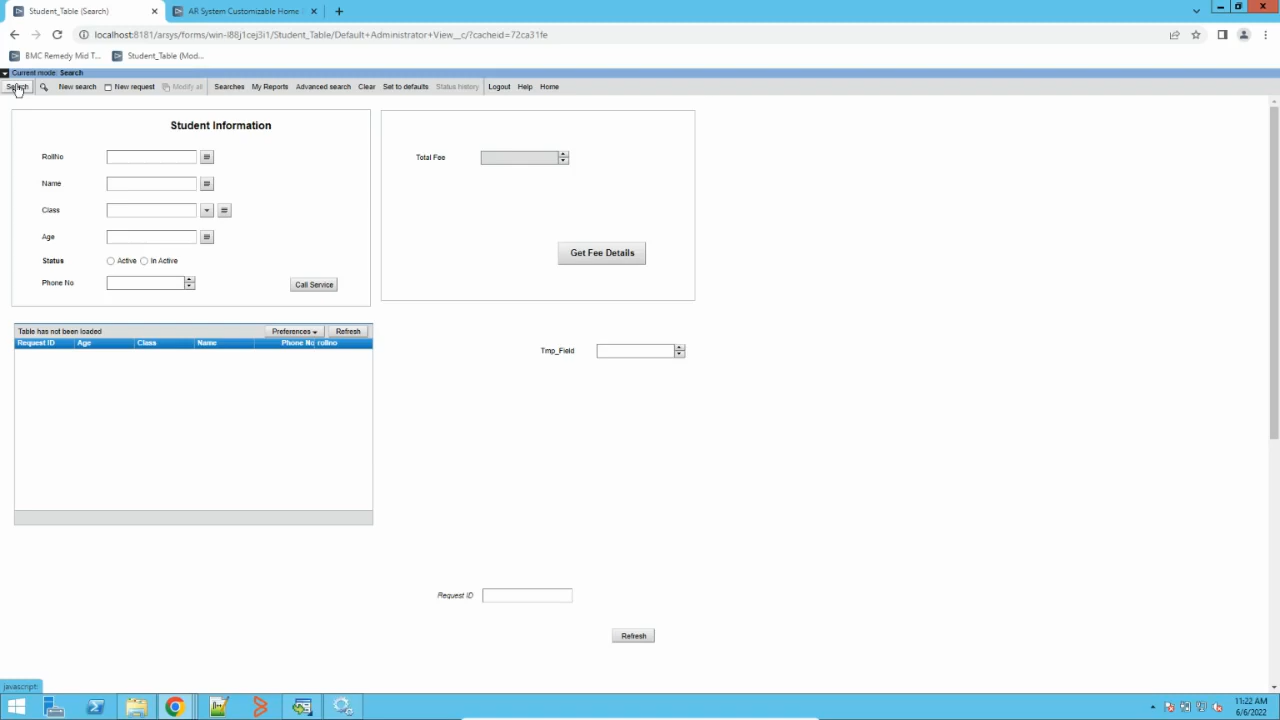 Student_Table (Search)
AR System Customizable Home
localhost:8181/arsys/forms/win-l88j1cej3i1/Student_Table/Default+Administrator+View__c/?cacheid=72ca31fe
BMC Remedy Mid T...
Student_Table (Mod...
Current mode: Search
Search
New search
New request
Modify all
Searches
My Reports
Advanced search
Clear
Set to defaults
Status history
Logout
Help
Home
Student Information
RollNo
Name
Class
Age
Status
Active
In Active
Phone No
Call Service
Total Fee
Get Fee Details
Table has not been loaded
Preferences
Refresh
Request ID
Age
Class
Name
Phone No
rollno
Tmp_Field
Request ID
Refresh
javascript:
11:22 AM
6/6/2022